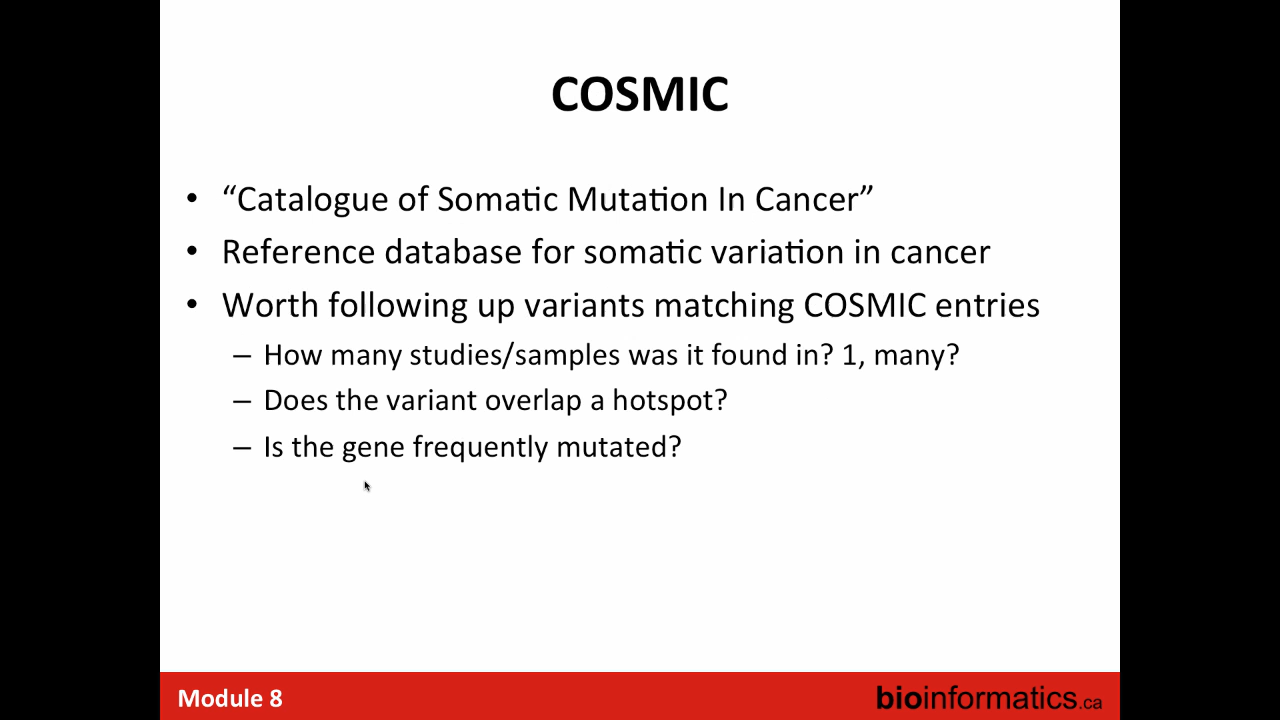 COSMIC
• “Catalogue of Somatic Mutation In Cancer”
• Reference database for somatic variation in cancer
• Worth following up variants matching COSMIC entries
– How many studies/samples was it found in? 1, many?
– Does the variant overlap a hotspot?
– Is the gene frequently mutated?
Module 8
bioinformatics.ca